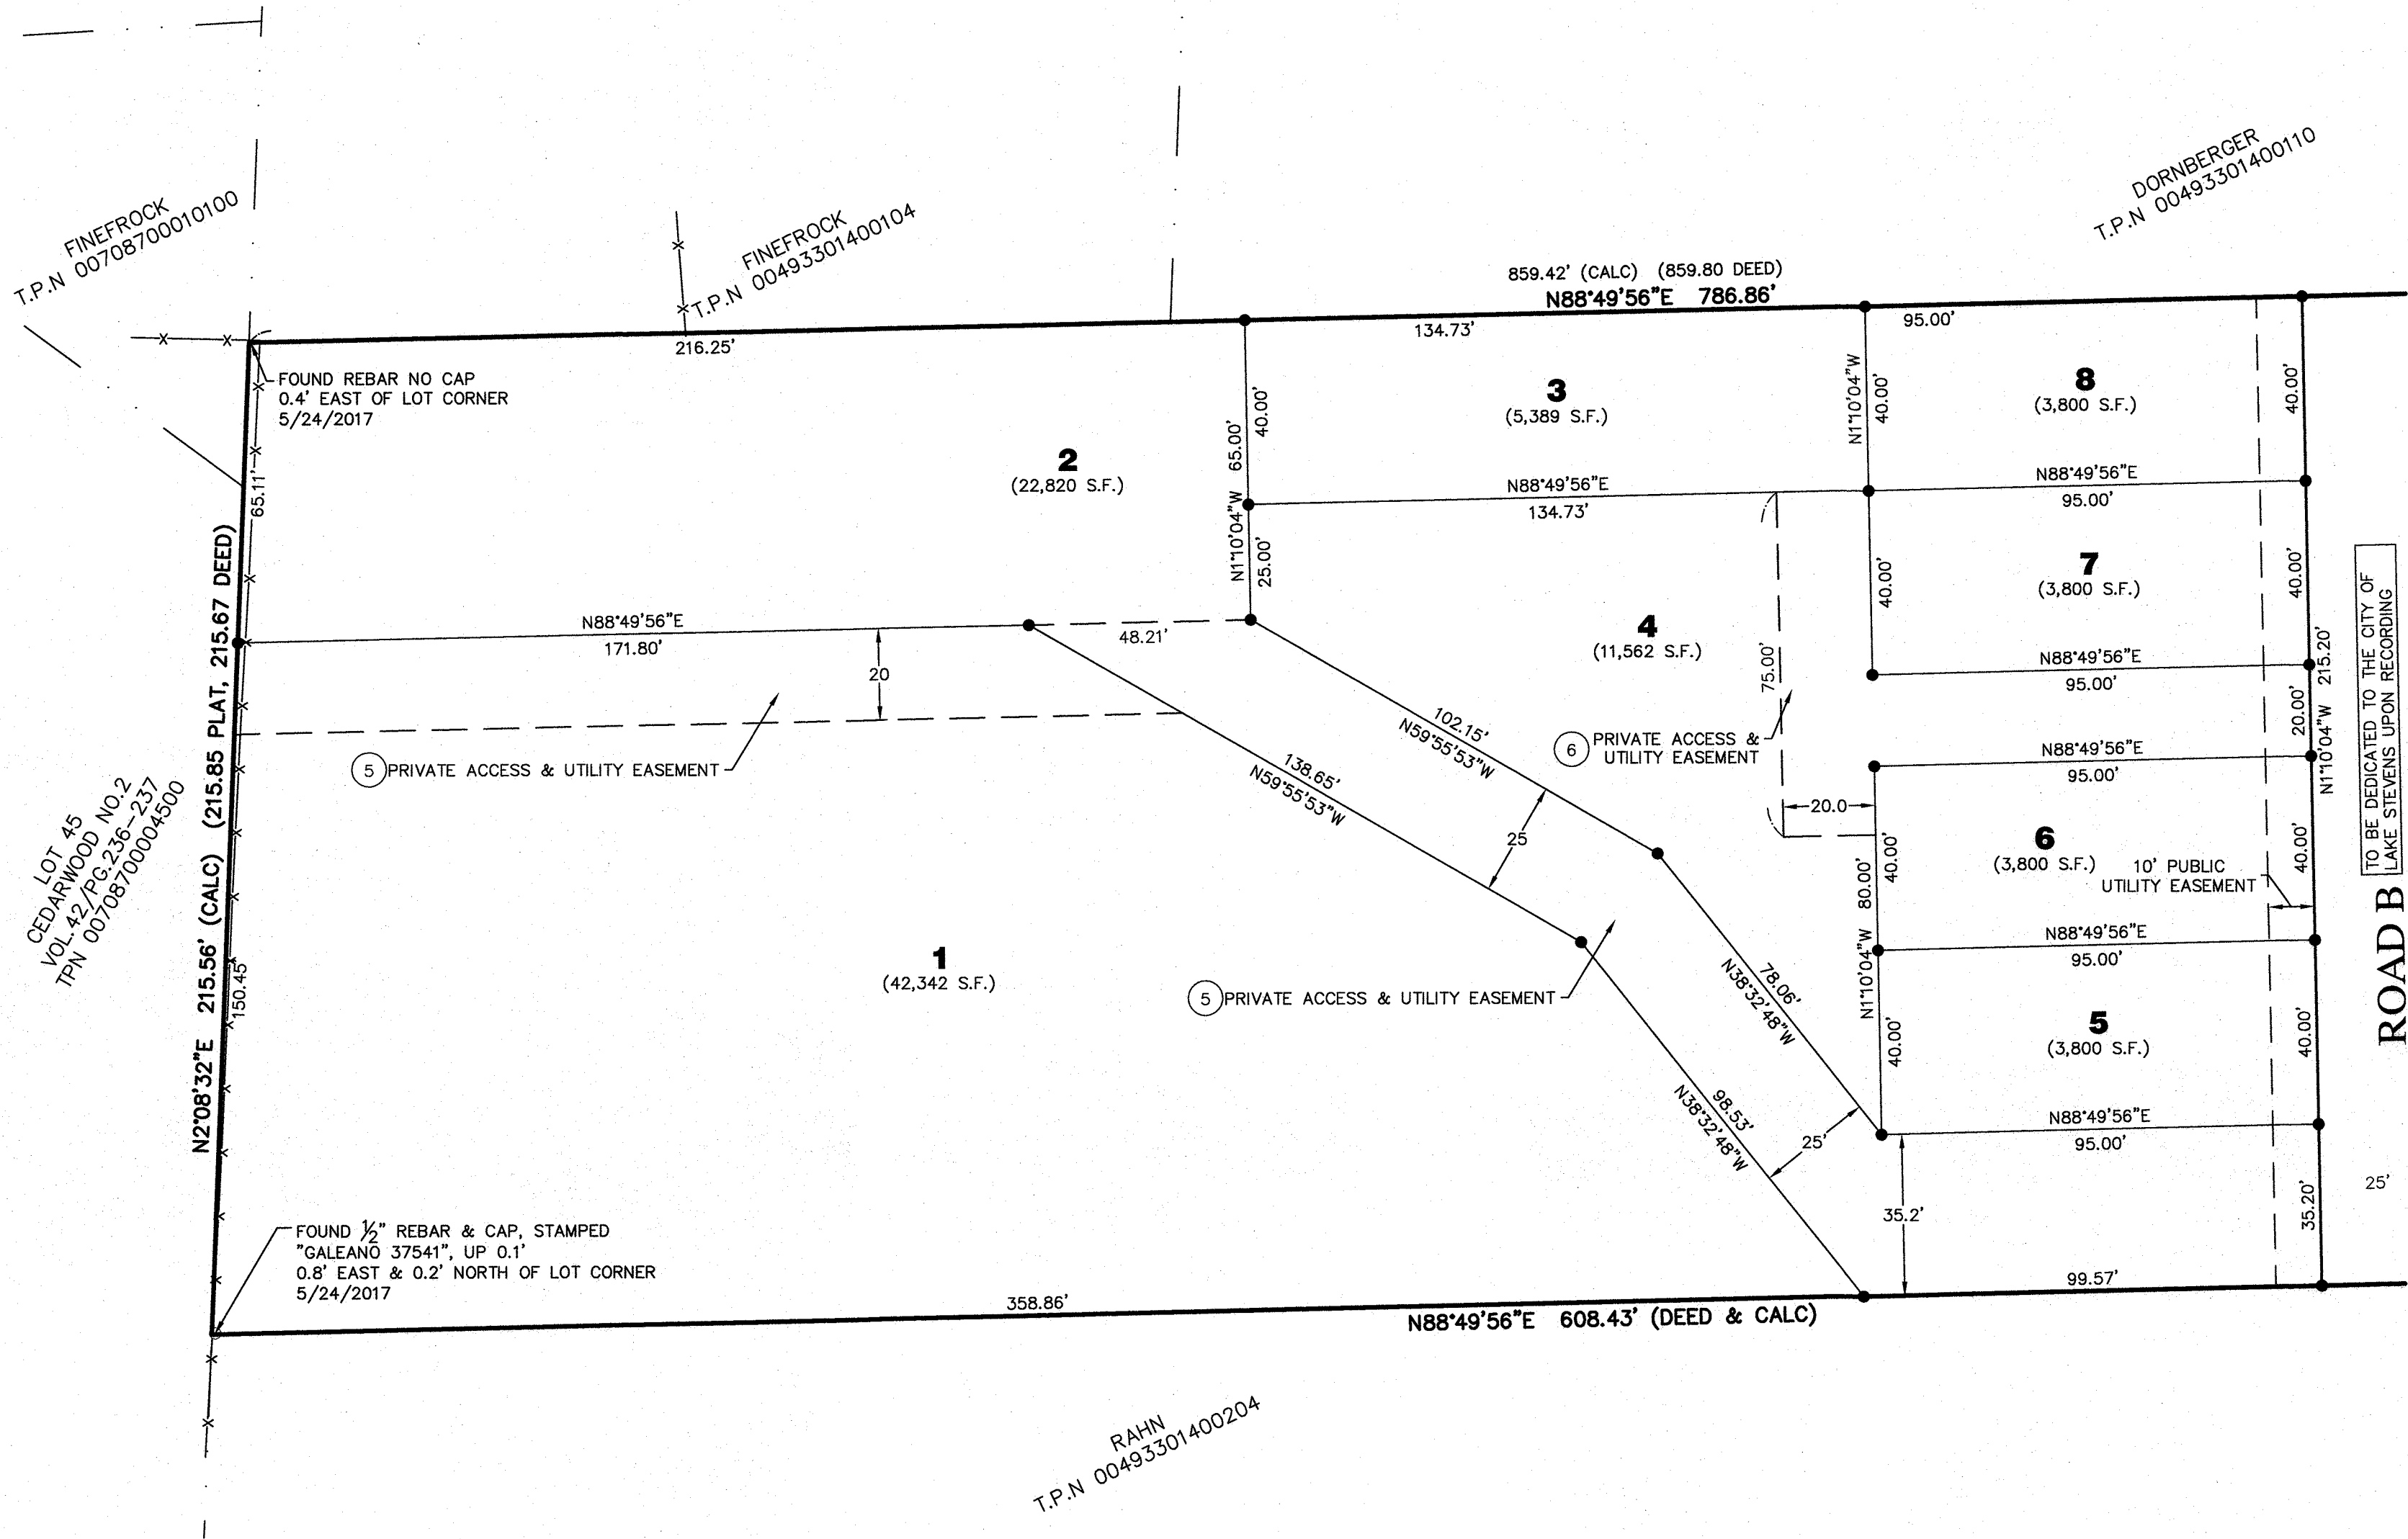 FINEFROCK
T.P.N 00708700010100
FINEFROCK
T.P.N 00493301400104
DORNBERGER
T.P.N 00493301400110
859.42' (CALC) (859.80 DEED)
N88°49'56"E 786.86'
216.25'
134.73'
95.00'
FOUND REBAR NO CAP
0.4' EAST OF LOT CORNER
5/24/2017
65.11'
2
(22,820 S.F.)
N1°10'04"W 65.00'
40.00'
25.00'
3
(5,389 S.F.)
N88°49'56"E
134.73'
N1°10'04"W
40.00'
8
(3,800 S.F.)
40.00'
N88°49'56"E
95.00'
7
(3,800 S.F.)
40.00'
40.00'
N88°49'56"E
95.00'
4
(11,562 S.F.)
75.00'
6
PRIVATE ACCESS &
UTILITY EASEMENT
20.0
N88°49'56"E
171.80'
48.21'
20
5
PRIVATE ACCESS & UTILITY EASEMENT
102.15'
N59°55'53"W
138.65'
N59°55'53"W
25
20.00'
N1°10'04"W 215.20'
N88°49'56"E
95.00'
6
(3,800 S.F.)
10' PUBLIC
UTILITY EASEMENT
40.00'
N1°10'04"W 80.00'
40.00'
N88°49'56"E
95.00'
5
(3,800 S.F.)
40.00'
40.00'
N88°49'56"E
95.00'
TO BE DEDICATED TO THE CITY OF
LAKE STEVENS UPON RECORDING
ROAD B
LOT 45
CEDARWOOD NO.2
VOL.42/PG.236-237
TPN 00708700004500
N2°08'32"E 215.56' (CALC) (215.85 PLAT, 215.67 DEED)
150.45'
1
(42,342 S.F.)
5
PRIVATE ACCESS & UTILITY EASEMENT
78.06'
N38°32'48"W
98.53'
N38°32'48"W
25'
35.2'
35.20'
25'
99.57'
FOUND ½" REBAR & CAP, STAMPED
"GALEANO 37541", UP 0.1'
0.8' EAST & 0.2' NORTH OF LOT CORNER
5/24/2017
358.86'
N88°49'56"E 608.43' (DEED & CALC)
RAHN
T.P.N 00493301400204